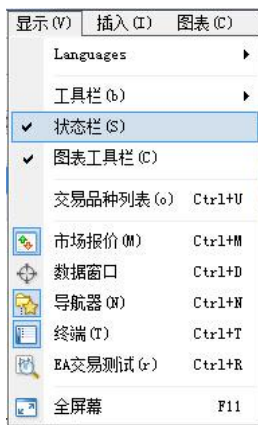 显示(V) 插入(I) 图表(C)
Languages
工具栏(b)
状态栏(S)
图表工具栏(C)
交易品种列表(o) Ctrl+U
市场报价(M) Ctrl+M
数据窗口 Ctrl+D
导航器(N) Ctrl+N
终端(T) Ctrl+T
EA交易测试(r) Ctrl+R
全屏幕 F11